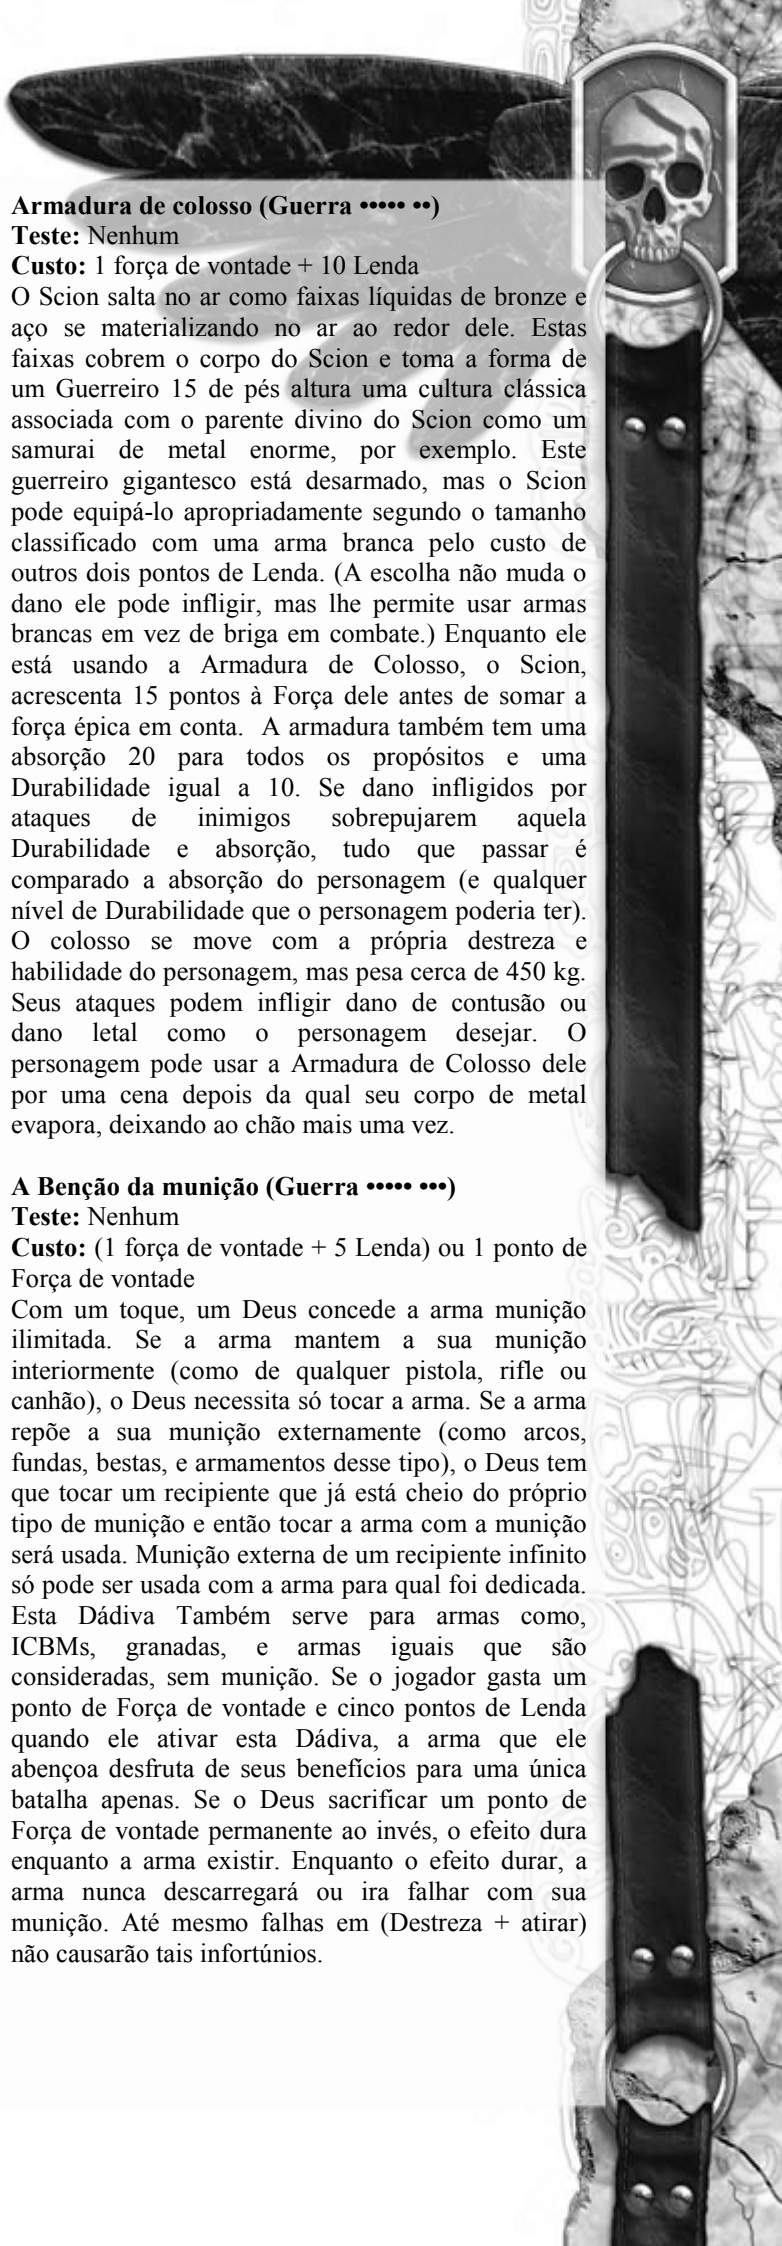 Armadura de colosso (Guerra ••••• ••)
Teste: Nenhum
Custo: 1 força de vontade + 10 Lenda
O Scion salta no ar como faixas líquidas de bronze e
aço se materializando no ar ao redor dele. Estas
faixas cobrem o corpo do Scion e toma a forma de
um Guerreiro 15 de pés altura uma cultura clássica
associada com o parente divino do Scion como um
samurai de metal enorme, por exemplo. Este
guerreiro gigantesco está desarmado, mas o Scion
pode equipá-lo apropriadamente segundo o tamanho
classificado com uma arma branca pelo custo de
outros dois pontos de Lenda. (A escolha não muda o
dano ele pode infligir, mas lhe permite usar armas
brancas em vez de briga em combate.) Enquanto ele
está usando a Armadura de Colosso, o Scion,
acrescenta 15 pontos à Força dele antes de somar a
força épica em conta. A armadura também tem uma
absorção 20 para todos os propósitos e uma
Durabilidade igual a 10. Se dano infligidos por
ataques de inimigos sobrepujarem aquela
Durabilidade e absorção, tudo que passar é
comparado a absorção do personagem (e qualquer
nível de Durabilidade que o personagem poderia ter).
O colosso se move com a própria destreza e
habilidade do personagem, mas pesa cerca de 450 kg.
Seus ataques podem infligir dano de contusão ou
dano letal como o personagem desejar. O
personagem pode usar a Armadura de Colosso dele
por uma cena depois da qual seu corpo de metal
evapora, deixando ao chão mais uma vez.
A Benção da munição (Guerra ••••• •••)
Teste: Nenhum
Custo: (1 força de vontade + 5 Lenda) ou 1 ponto de
Força de vontade
Com um toque, um Deus concede a arma munição
ilimitada. Se a arma mantem a sua munição
interiormente (como de qualquer pistola, rifle ou
canhão), o Deus necessita só tocar a arma. Se a arma
repõe a sua munição externamente (como arcos,
fundas, bestas, e armamentos desse tipo), o Deus tem
que tocar um recipiente que já está cheio do próprio
tipo de munição e então tocar a arma com a munição
será usada. Munição externa de um recipiente infinito
só pode ser usada com a arma para qual foi dedicada.
Esta Dádiva Também serve para armas como,
ICBMs, granadas, e armas iguais que são
consideradas, sem munição. Se o jogador gasta um
ponto de Força de vontade e cinco pontos de Lenda
quando ele ativar esta Dádiva, a arma que ele
abençoa desfruta de seus benefícios para uma única
batalha apenas. Se o Deus sacrificar um ponto de
Força de vontade permanente ao invés, o efeito dura
enquanto a arma existir. Enquanto o efeito durar, a
arma nunca descarregará ou ira falhar com sua
munição. Até mesmo falhas em (Destreza + atirar)
não causarão tais infortúnios.